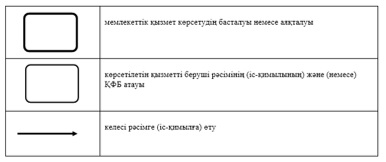 мемлекеттік қызмет көрсетудің басталуы немесе аяқталуы
көрсетілетін қызметті беруші рәсімінің (іс-қимылының) және (немесе)
ҚФБ атауы
келесі рәсімге (іс-қимылға) өту